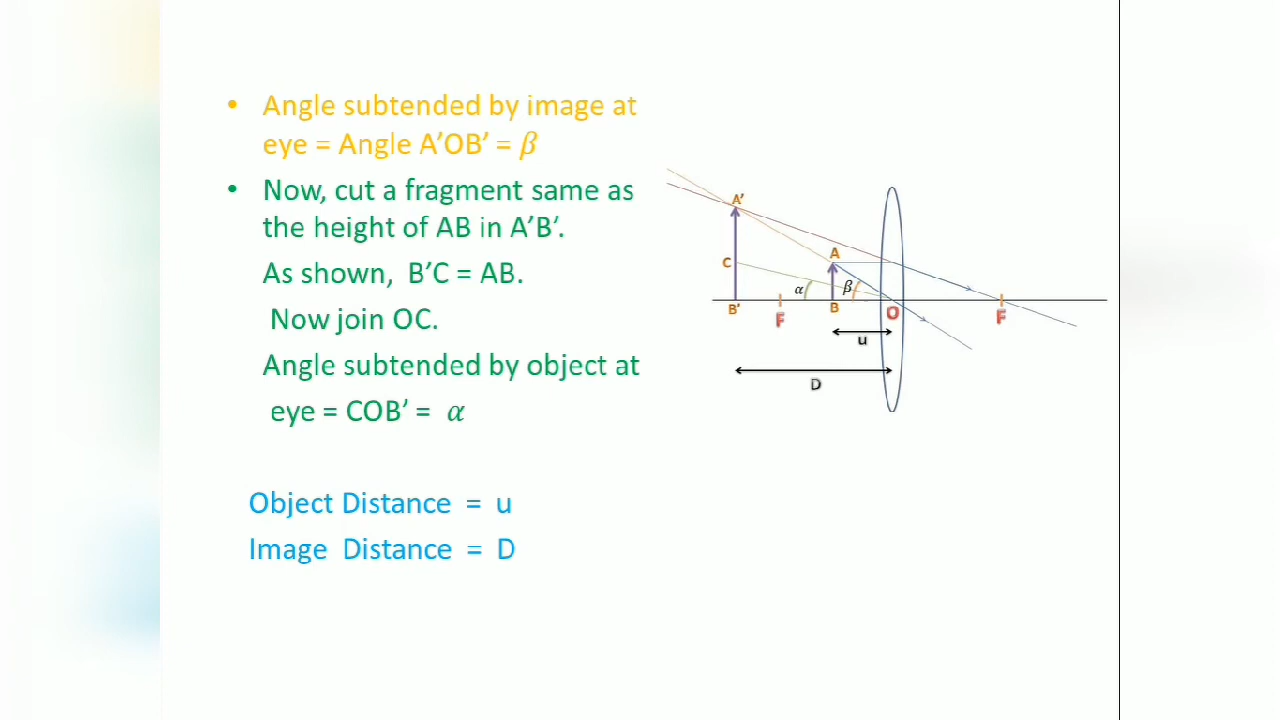 • Angle subtended by image at
eye = Angle A′OB′ = β
• Now, cut a fragment same as
the height of AB in A′B′.
As shown, B′C = AB.
Now join OC.
Angle subtended by object at
eye = COB′ = α
Object Distance = u
Image Distance = D
A'
A
C
α
β
B'
F
B
O
F
u
D